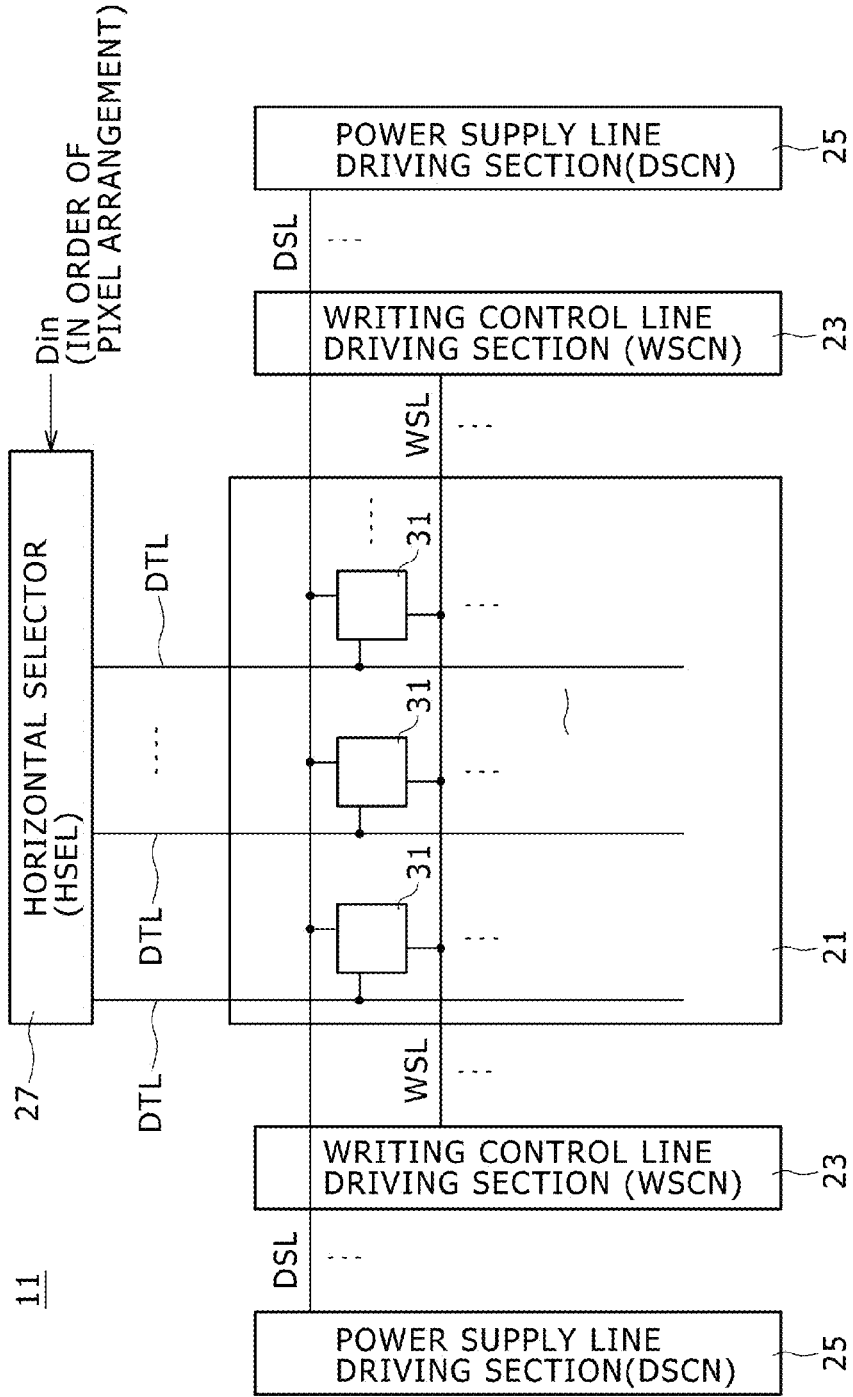 11
27
HORIZONTAL SELECTOR
(HSEL)
Din
(IN ORDER OF
PIXEL ARRANGEMENT)
DTL
DTL
DTL
DSL
WSL
WSL
DSL
31
31
31
POWER SUPPLY LINE
DRIVING SECTION(DSCN)
WRITING CONTROL LINE
DRIVING SECTION (WSCN)
WRITING CONTROL LINE
DRIVING SECTION (WSCN)
POWER SUPPLY LINE
DRIVING SECTION(DSCN)
25
23
21
23
25